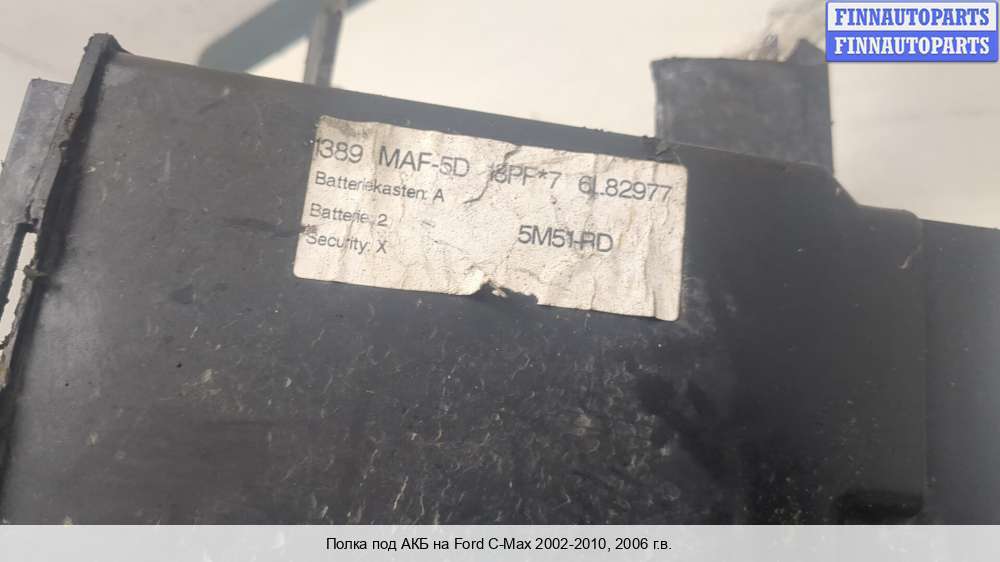 FINNAUTOPARTS
FINNAUTOPARTS
1389 MAF-5D 18PF*7 6L82977
Batteriekasten: A
Batterie: 2
5M51-RD
Security: X
Полка под АКБ на Ford C-Max 2002-2010, 2006 г.в.